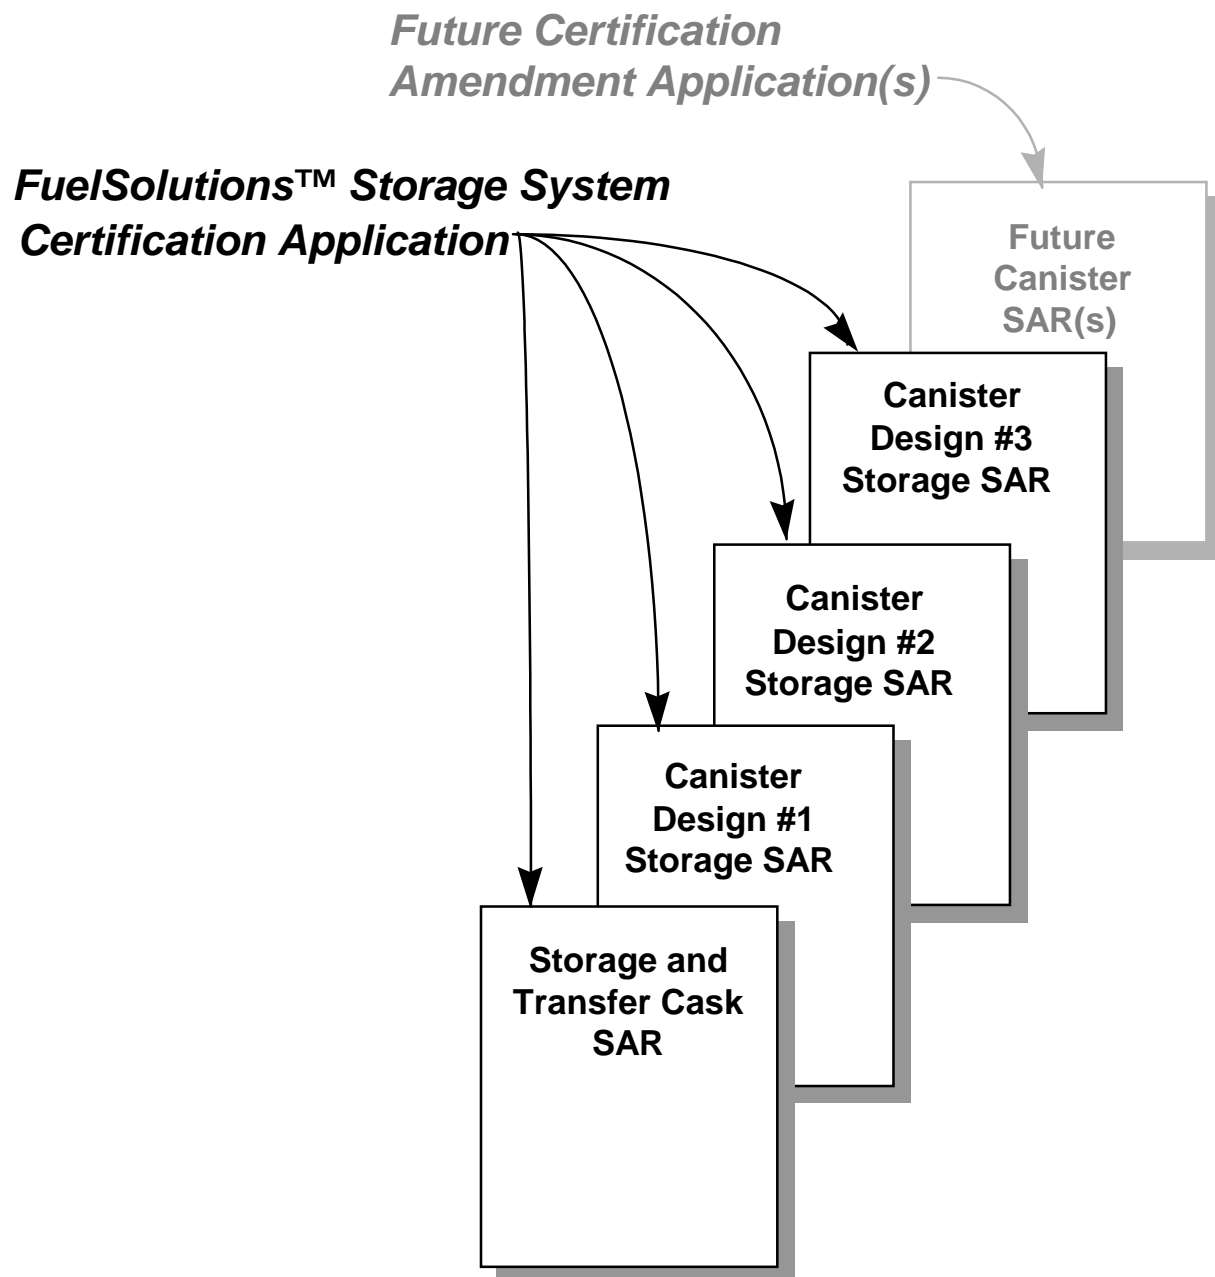 Future Certification
Amendment Application(s)
FuelSolutions™ Storage System
Certification Application
Future
Canister
SAR(s)
Canister
Design #3
Storage SAR
Canister
Design #2
Storage SAR
Canister
Design #1
Storage SAR
Storage and
Transfer Cask
SAR